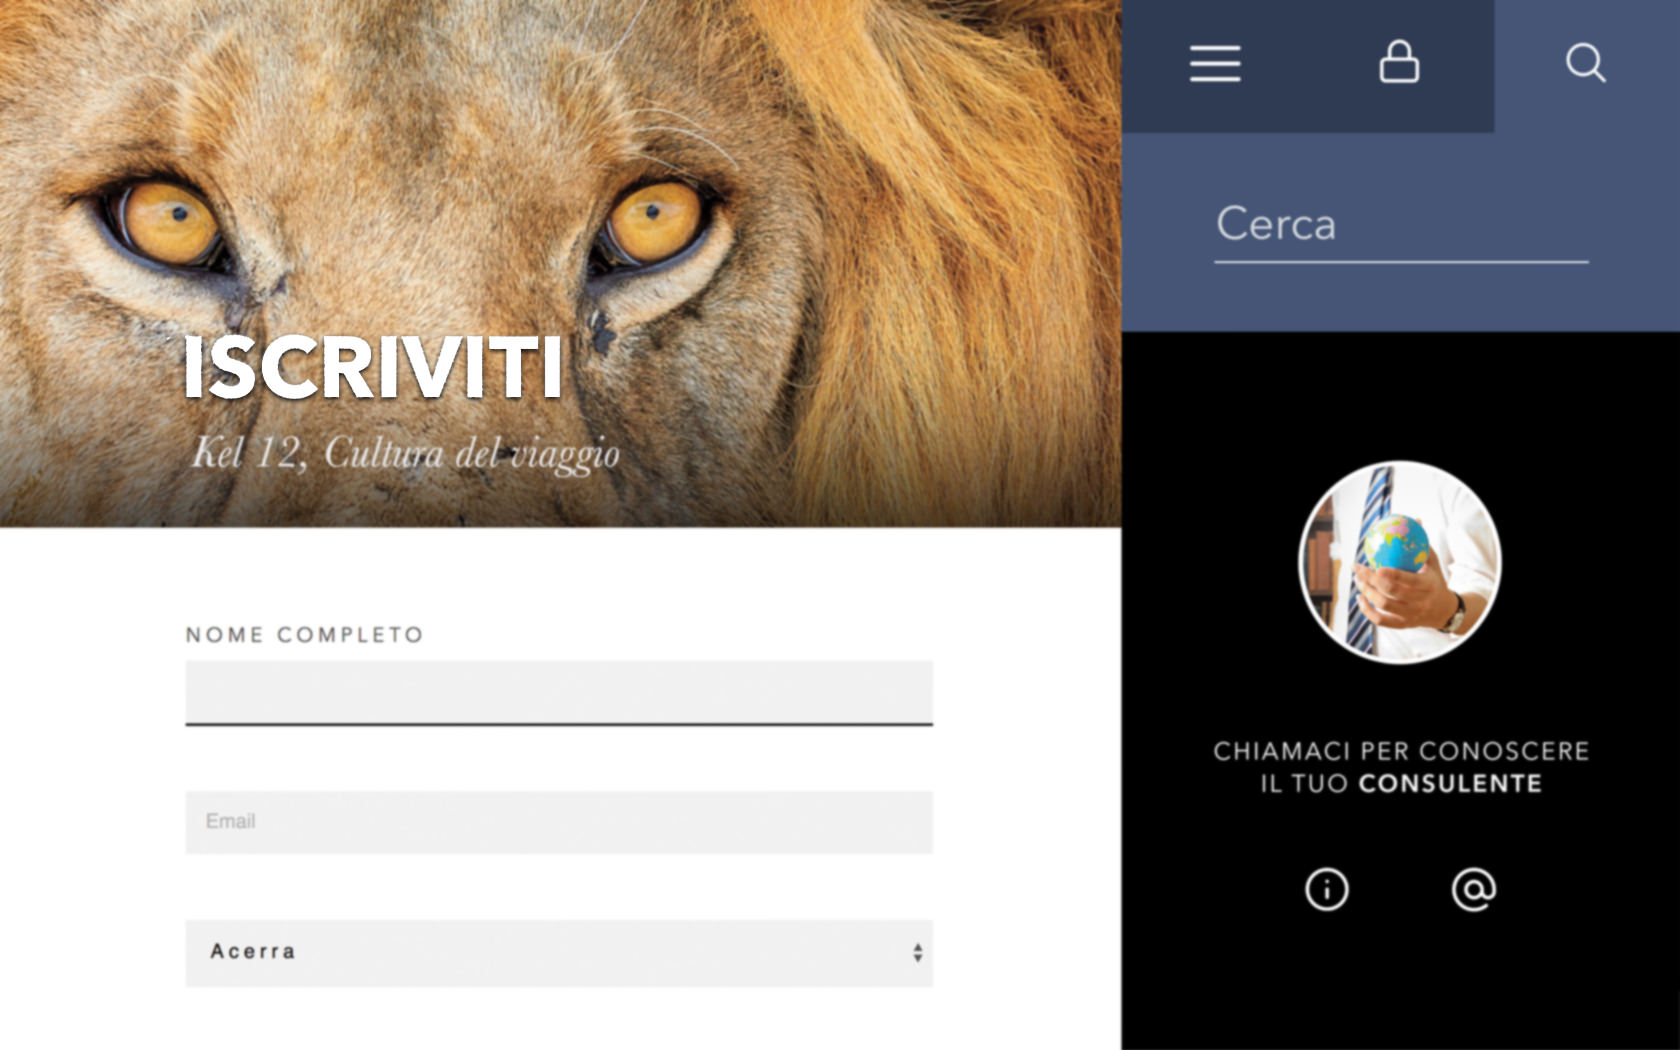 ISCRIVITI
Kel 12, Cultura del viaggio
NOME COMPLETO
Email
Acerra
Cerca
CHIAMACI PER CONOSCERE
IL TUO CONSULENTE